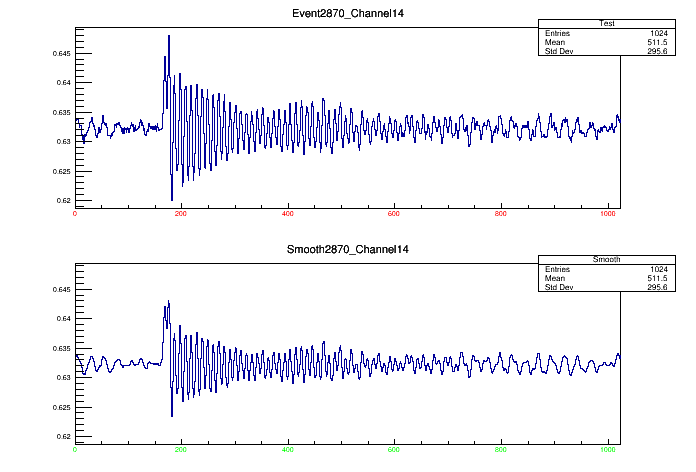 Event2870_Channel14
Test
Entries 1024
Mean 511.5
Std Dev 295.6
0.645
0.64
0.635
0.63
0.625
0.62
0 200 400 600 800 1000
Smooth2870_Channel14
Smooth
Entries 1024
Mean 511.5
Std Dev 295.6
0.645
0.64
0.635
0.63
0.625
0.62
0 200 400 600 800 1000